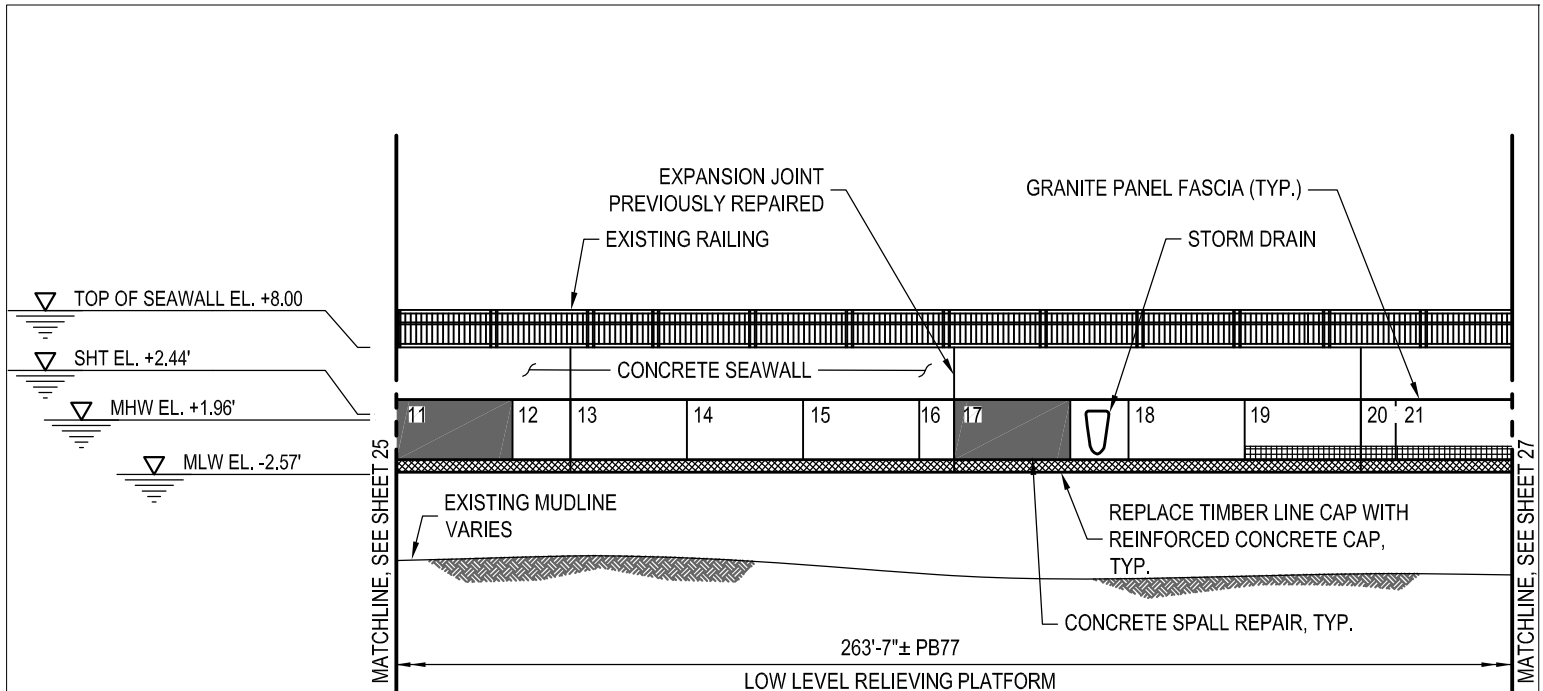 EXPANSION JOINT
PREVIOUSLY REPAIRED
GRANITE PANEL FASCIA (TYP.)
EXISTING RAILING
STORM DRAIN
TOP OF SEAWALL EL. +8.00
SHT EL. +2.44'
CONCRETE SEAWALL
MHW EL. +1.96'
11 12 13 14 15 16 17 18 19 20 21
MLW EL. -2.57'
MATCHLINE, SEE SHEET 25
MATCHLINE, SEE SHEET 27
EXISTING MUDLINE
VARIES
REPLACE TIMBER LINE CAP WITH
REINFORCED CONCRETE CAP,
TYP.
CONCRETE SPALL REPAIR, TYP.
263'-7"± PB77
LOW LEVEL RELIEVING PLATFORM